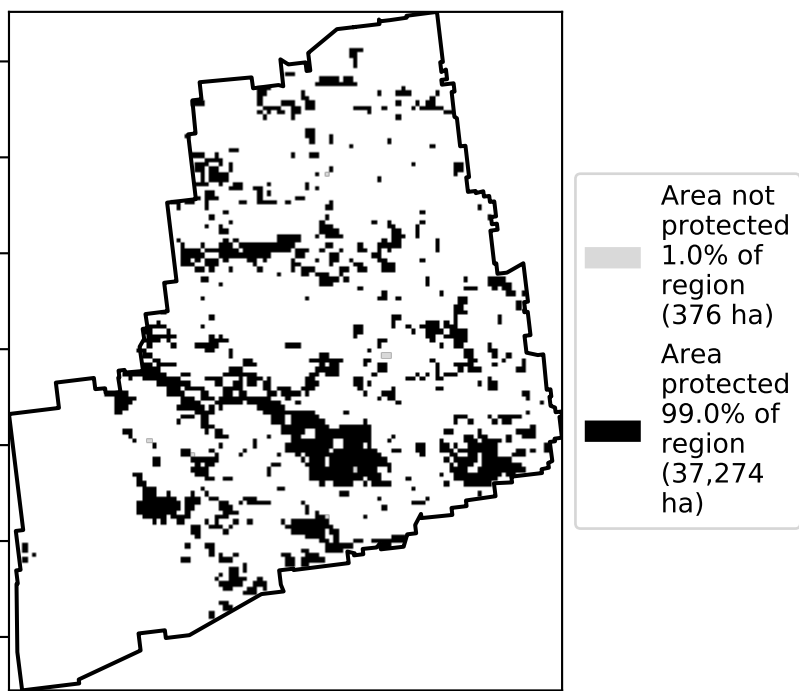 Area not
protected
1.0% of
region
(376 ha)
Area
protected
99.0% of
region
(37,274
ha)